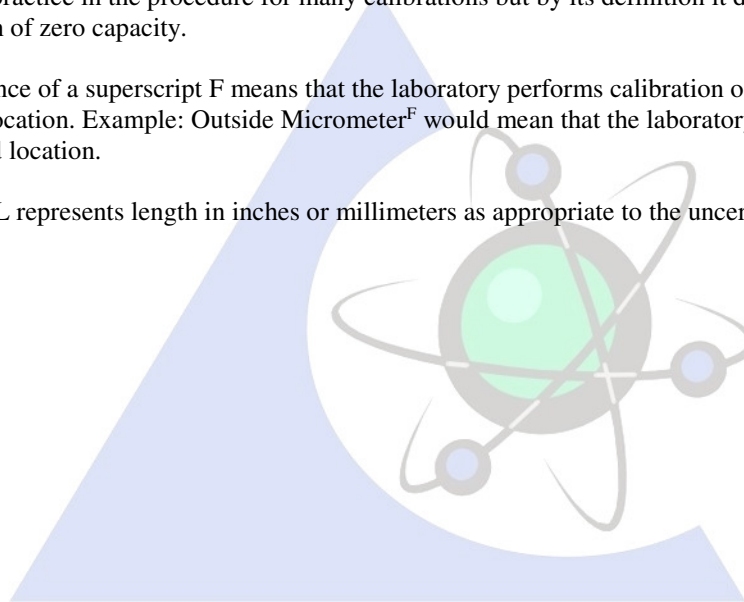 practice in the procedure for many calibrations but by its definition it d
n of zero capacity.
nce of a superscript F means that the laboratory performs calibration o
ocation. Example: Outside Micrometer^F would mean that the laboratory
l location.
L represents length in inches or millimeters as appropriate to the uncer